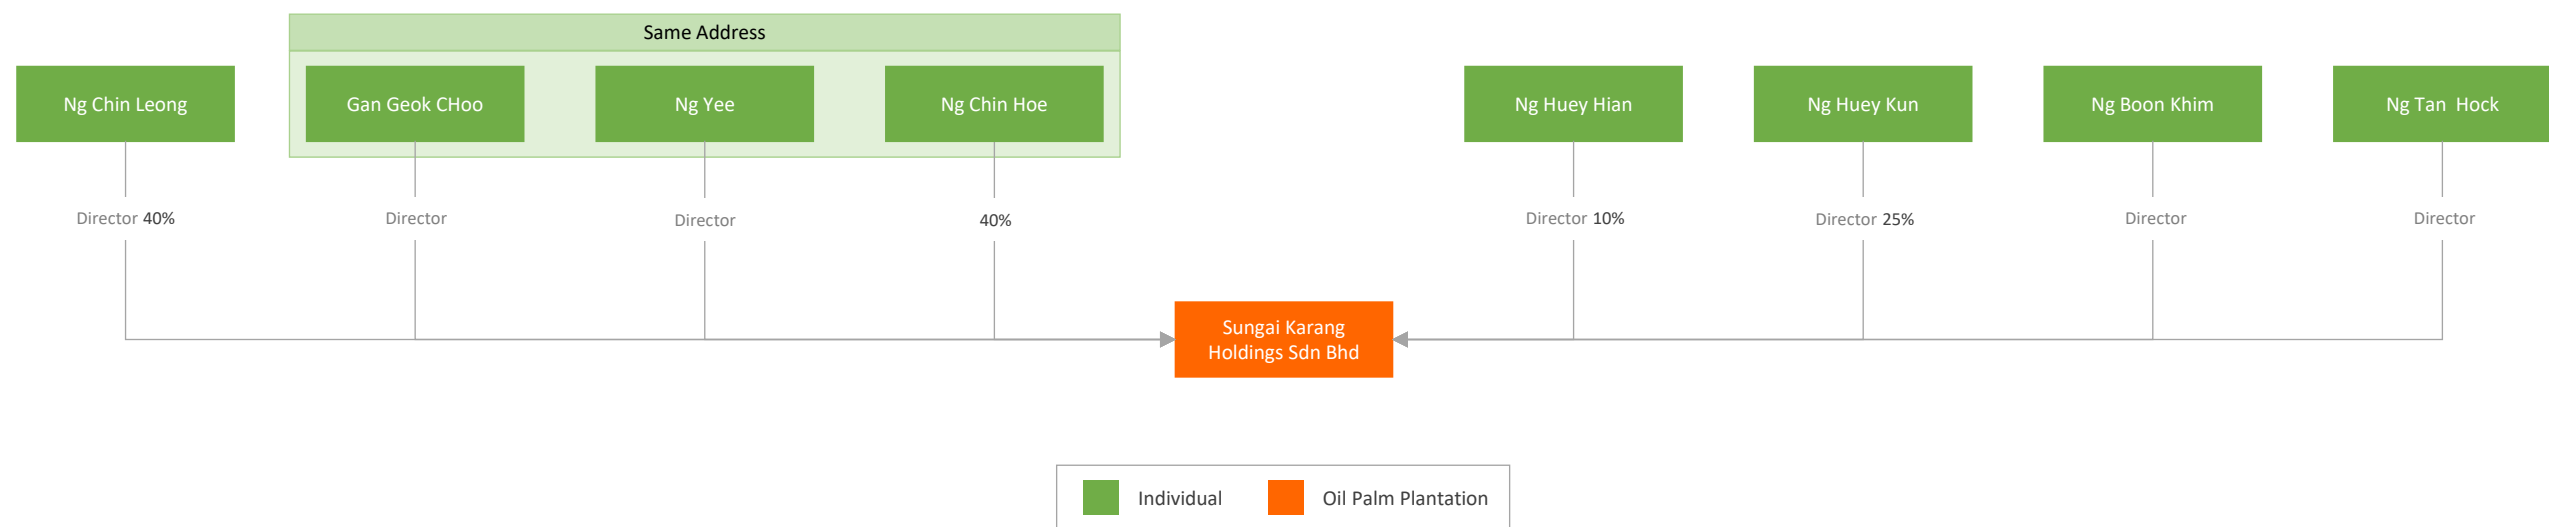 Same Address
Ng Chin Leong
Gan Geok CHoo
Ng Yee
Ng Chin Hoe
Ng Huey Hian
Ng Huey Kun
Ng Boon Khim
Ng Tan  Hock
Director 40%
Director
Director
40%
Director 10%
Director 25%
Director
Director
Sungai Karang
Holdings Sdn Bhd
Individual
Oil Palm Plantation